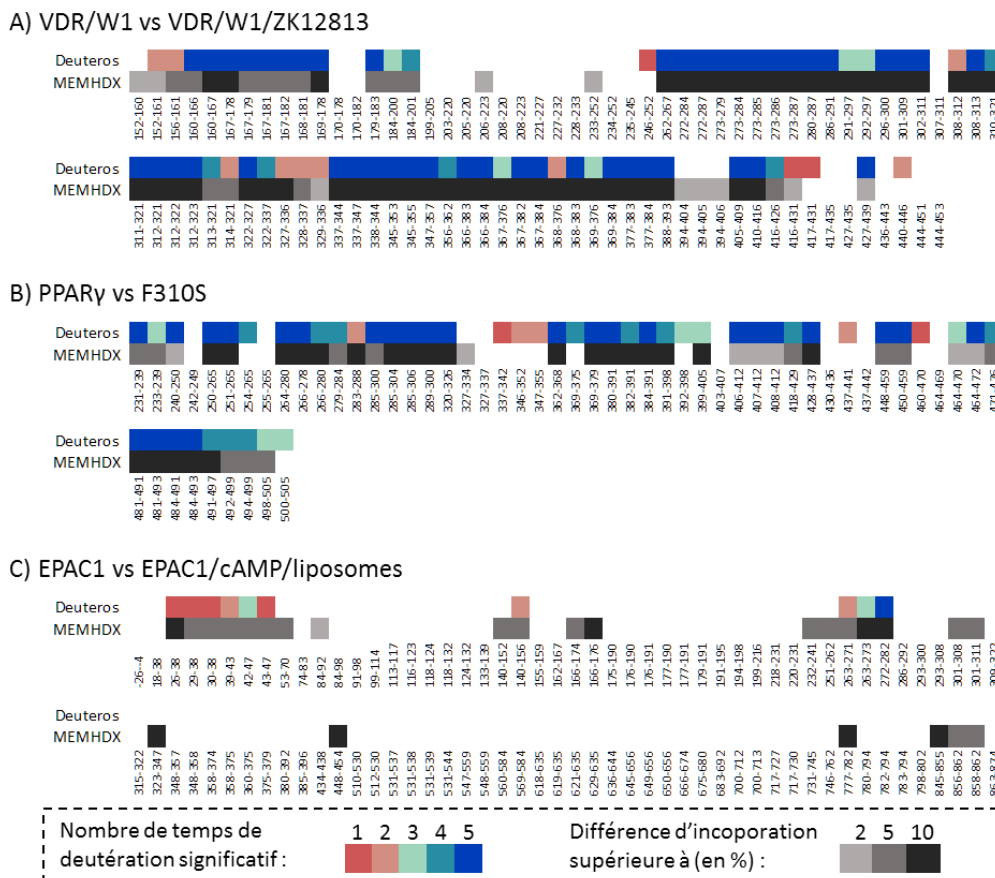 A) VDR/W1 vs VDR/W1/ZK12813
Deuteros
MEMHDX
152-160 152-161 156-161 160-166 160-167 167-178 167-179 167-181 167-182 168-181 169-178 170-178 170-182 179-183 184-200 184-201 199-205 203-220 205-220 206-223 208-220 208-223 221-227 227-232 228-233 233-252 234-252 235-245 246-252 262-267 272-284 272-287 273-279 273-284 273-285 273-286 273-287 280-287 286-291 291-297 292-297 296-300 301-309 302-311 307-311 308-312 308-313
Deuteros
MEMHDX
311-321 312-321 312-322 312-323 313-321 314-321 322-337 327-336 328-337 329-336 337-344 337-347 338-344 345-353 345-355 347-357 356-362 363-383 366-384 367-376 367-382 367-384 368-376 368-383 369-376 369-384 377-383 377-384 388-393 394-404 394-405 394-406 405-409 410-416 416-426 416-431 417-431 417-435 427-435 427-439 436-443 440-446 444-451 444-453
B) PPARγ vs F310S
Deuteros
MEMHDX
231-239 233-239 240-250 242-249 250-265 251-265 254-265 255-265 264-280 266-278 266-280 279-284 283-288 285-300 285-304 285-306 289-300 320-326 327-334 327-337 337-342 346-352 347-355 362-368 369-375 369-379 380-391 382-391 384-391 391-398 392-398 399-405 403-407 406-412 407-412 408-412 418-429 428-437 430-436 437-441 437-442 448-459 450-459 460-470 464-469 464-470 464-472
Deuteros
MEMHDX
481-491 481-493 484-491 484-493 491-497 492-499 494-499 498-505 500-505
C) EPAC1 vs EPAC1/cAMP/liposomes
Deuteros
MEMHDX
-26--4 18-38 26-38 29-38 30-38 39-43 42-47 43-47 53-70 74-83 84-92 84-98 91-98 99-114 113-117 116-123 118-124 118-132 124-132 133-139 140-152 140-156 155-159 162-167 166-174 166-176 175-190 176-190 176-191 177-190 177-191 179-191 191-195 194-198 199-216 218-231 220-231 232-241 251-262 263-271 263-273 272-282 286-292 293-300 293-308 301-308 301-311
Deuteros
MEMHDX
315-322 323-347 348-357 348-358 358-374 358-375 360-375 375-379 380-392 385-396 434-438 448-454 510-530 512-530 531-537 531-538 531-539 531-544 547-559 548-559 560-584 569-584 618-635 619-635 621-635 629-635 636-644 645-656 649-656 650-656 666-674 675-680 683-692 700-712 700-713 717-727 717-730 731-745 746-762 777-782 780-794 782-794 783-794 798-802 845-855 856-862 858-862
Nombre de temps de
deutération significatif :
1 2 3 4 5
Différence d'incoporation
supérieure à (en %) :
2 5 10